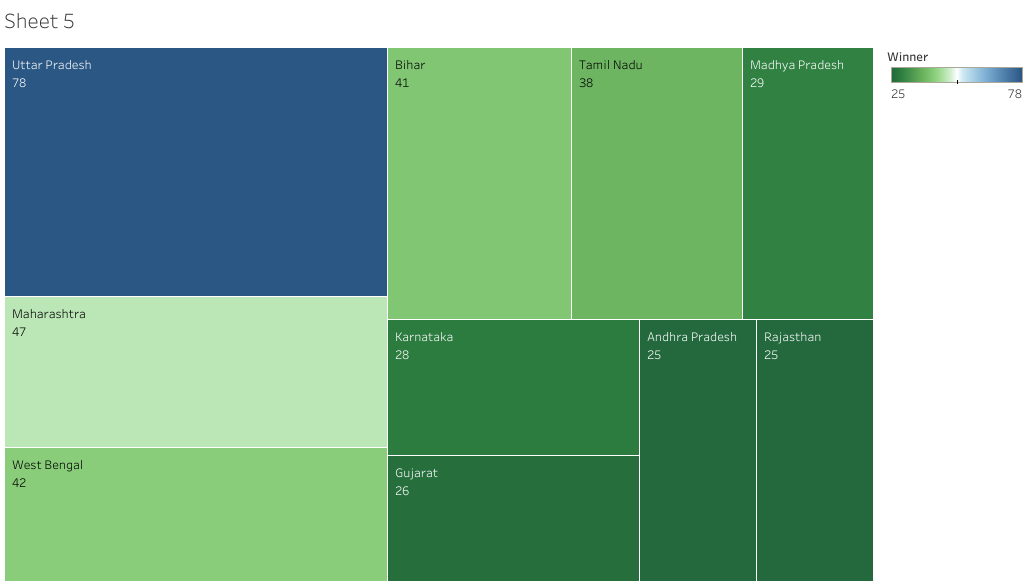 Sheet 5
Uttar Pradesh
78
Maharashtra
47
West Bengal
42
Bihar
41
Tamil Nadu
38
Madhya Pradesh
29
Karnataka
28
Gujarat
26
Andhra Pradesh
25
Rajasthan
25
Winner
25 78